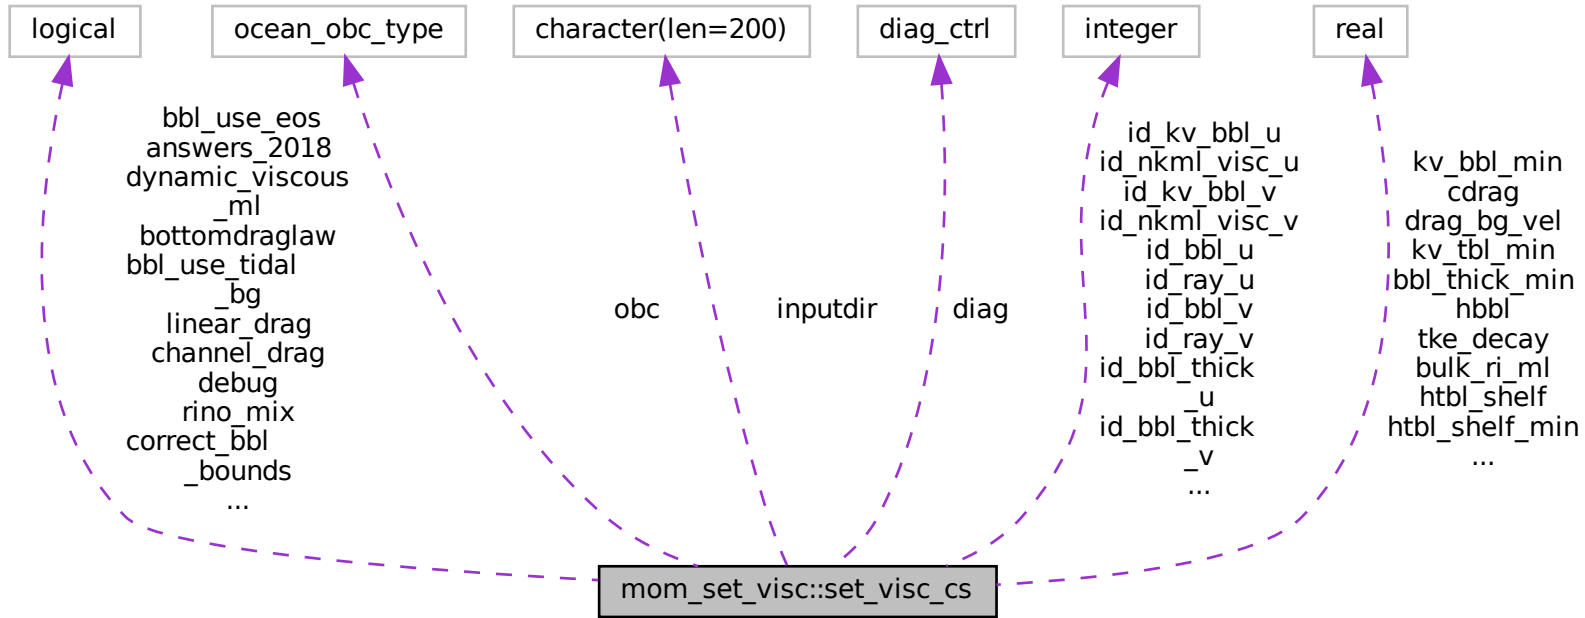 logical
ocean_obc_type
character(len=200)
diag_ctrl
integer
real
bbl_use_eos
answers_2018
dynamic_viscous
_ml
bottomdraglaw
bbl_use_tidal
_bg
linear_drag
channel_drag
debug
rino_mix
correct_bbl
_bounds
...
obc
inputdir
diag
id_kv_bbl_u
id_nkml_visc_u
id_kv_bbl_v
id_nkml_visc_v
id_bbl_u
id_ray_u
id_bbl_v
id_ray_v
id_bbl_thick
_u
id_bbl_thick
_v
...
kv_bbl_min
cdrag
drag_bg_vel
kv_tbl_min
bbl_thick_min
hbbl
tke_decay
bulk_ri_ml
htbl_shelf
htbl_shelf_min
...
mom_set_visc::set_visc_cs